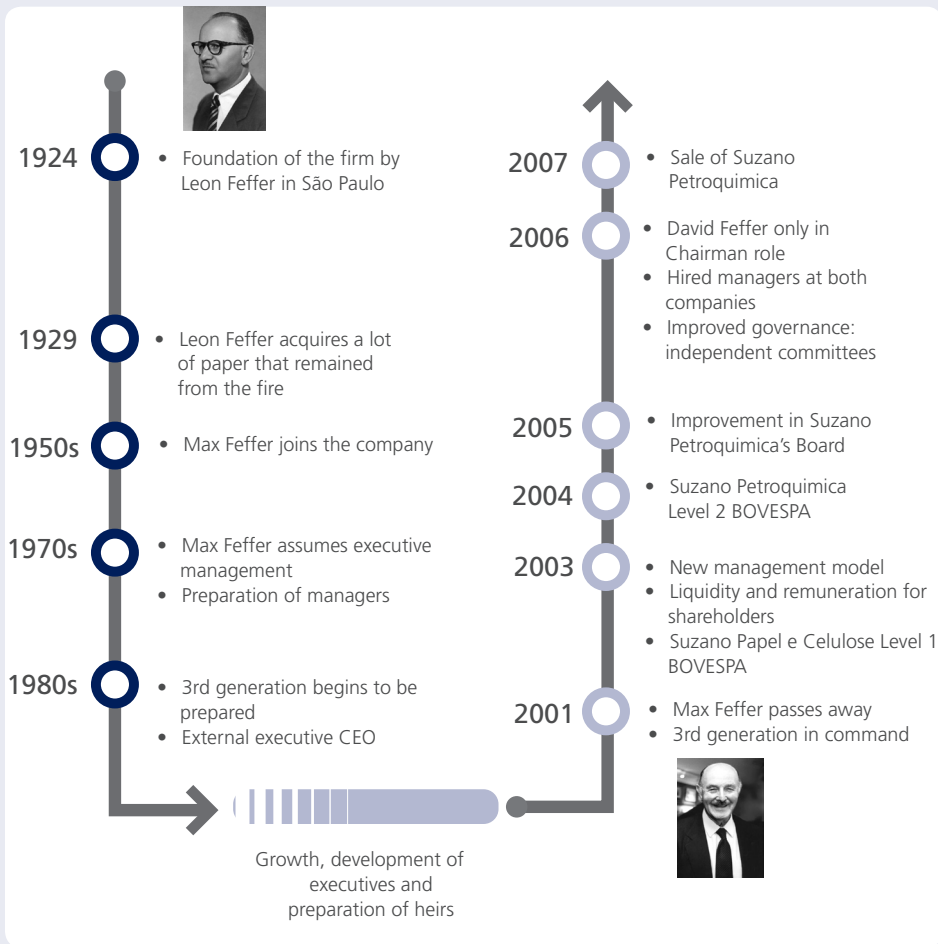 1924
• Foundation of the firm by
Leon Feffer in São Paulo
1929
• Leon Feffer acquires a lot
of paper that remained
from the fire
1950s
• Max Feffer joins the company
1970s
• Max Feffer assumes executive
management
• Preparation of managers
1980s
• 3rd generation begins to be
prepared
• External executive CEO
Growth, development of
executives and
preparation of heirs
2001
• Max Feffer passes away
• 3rd generation in command
2003
• New management model
• Liquidity and remuneration for
shareholders
• Suzano Papel e Celulose Level 1
BOVESPA
2004
• Suzano Petroquimica
Level 2 BOVESPA
2005
• Improvement in Suzano
Petroquimica’s Board
2006
• David Feffer only in
Chairman role
• Hired managers at both
companies
• Improved governance:
independent committees
2007
• Sale of Suzano
Petroquimica